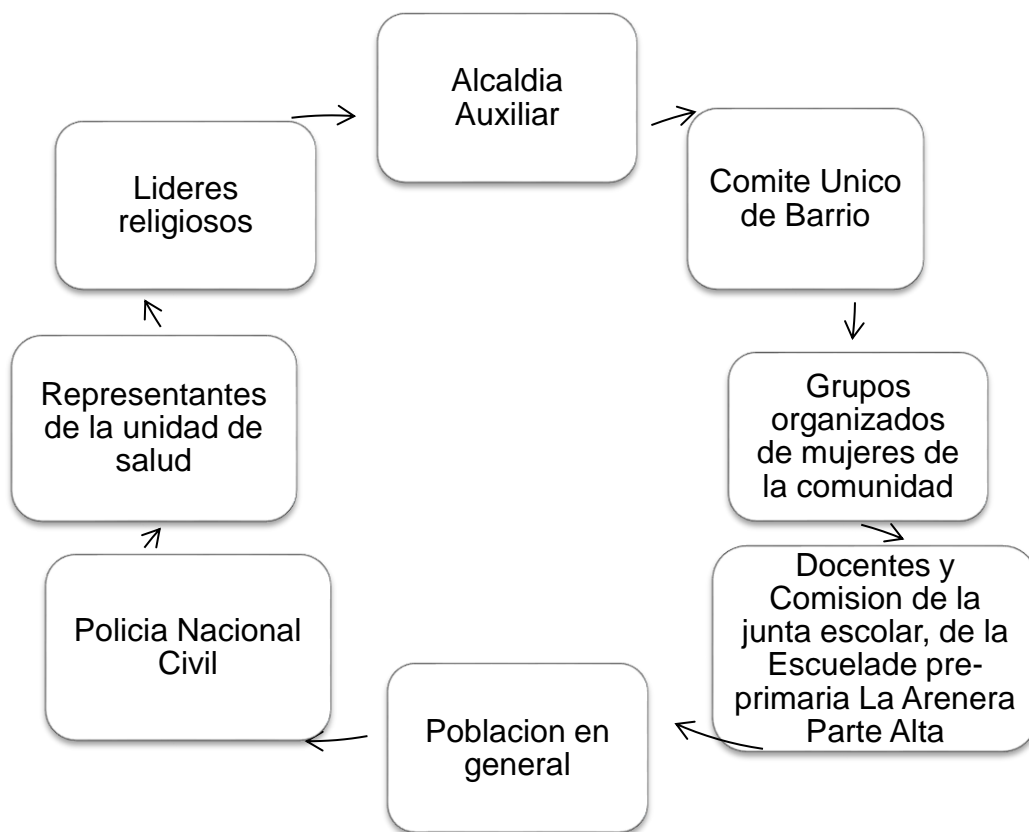 Alcaldia
Auxiliar
Comite Unico
de Barrio
Grupos
organizados
de mujeres de
la comunidad
Docentes y
Comision de la
junta escolar, de la
Escuelade pre-
primaria La Arenera
Parte Alta
Poblacion en
general
Policia Nacional
Civil
Representantes
de la unidad de
salud
Lideres
religiosos